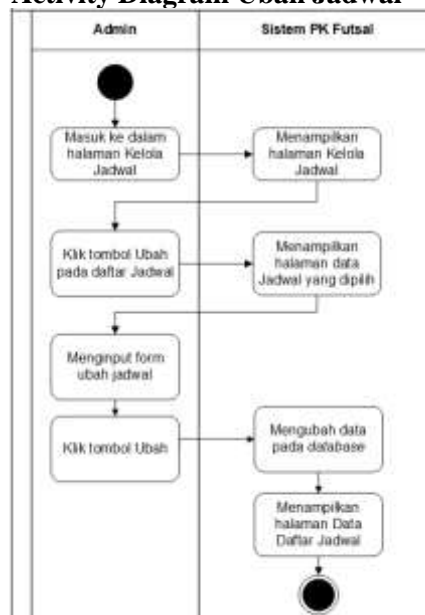 Activity Diagram Ubah Jadwal
Admin
Sistem PK Futsal
Masuk ke dalam
halaman Kelola
Jadwal
Menampilkan
halaman Kelola
Jadwal
Klik tombol Ubah
pada daftar Jadwal
Menampilkan
halaman data
Jadwal yang dipilih
Menginput form
ubah jadwal
Klik tombol Ubah
Mengubah data
pada database
Menampilkan
halaman Data
Daftar Jadwal